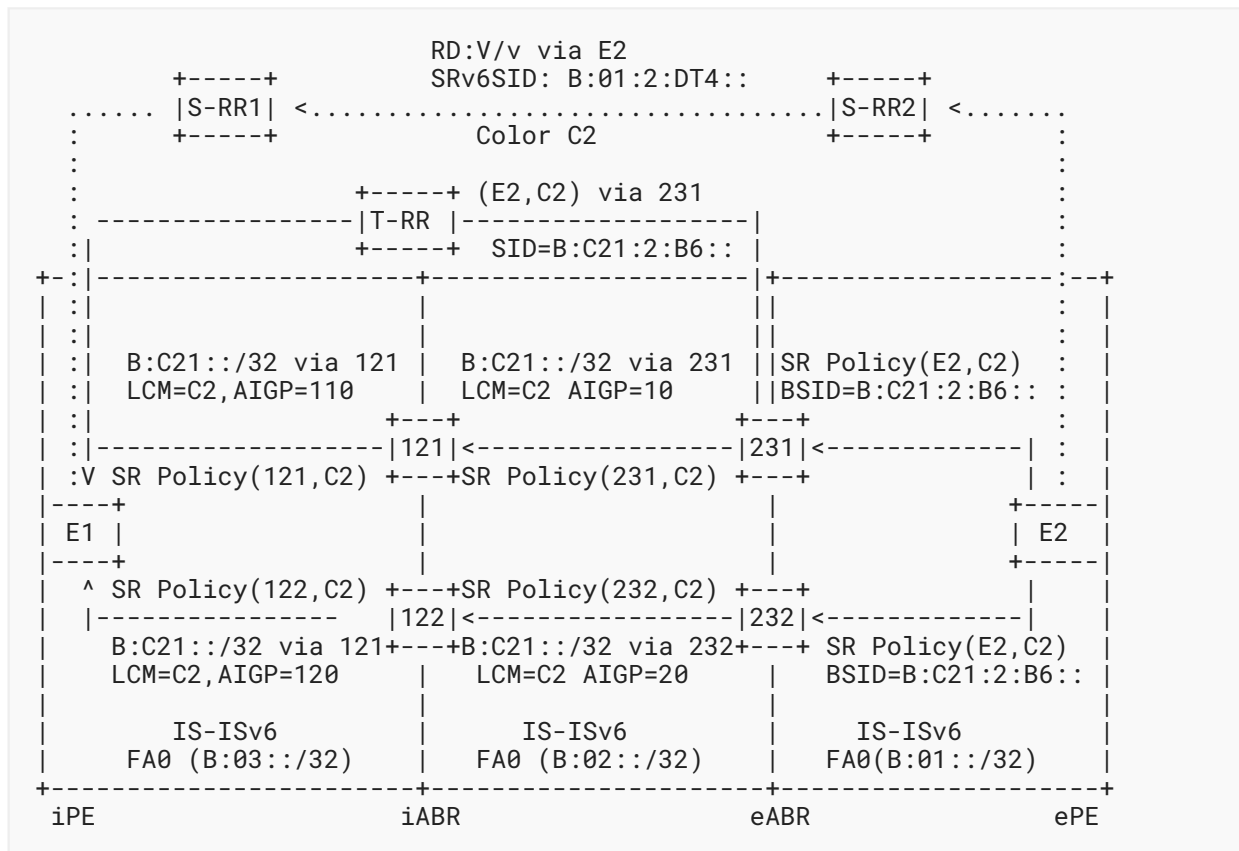 RD:V/v via E2
        +-----+          SRv6SID: B:01:2:DT4::     +-----+
 ...... |S-RR1| <..................................|S-RR2| <.......
 :      +-----+             Color C2               +-----+        :
 :                                                                :
 :                  +-----+ (E2,C2) via 231                       :
 : -----------------|T-RR |-------------------|                   :
 :|                 +-----+  SID=B:C21:2:B6:: |                   :
+-:|---------------------+---------------------|+------------------:--+
| :|                     |                     ||                  :  |
| :|                     |                     ||                  :  |
| :|  B:C21::/32 via 121 |  B:C21::/32 via 231 ||SR Policy(E2,C2)  :  |
| :|  LCM=C2,AIGP=110    |  LCM=C2 AIGP=10     ||BSID=B:C21:2:B6:: :  |
| :|                   +---+                  +---+               :  |
| :|-------------------|121|<-----------------|231|<-------------| :  |
| :V SR Policy(121,C2) +---+SR Policy(231,C2) +---+              | :  |
|----+                   |                      |               +-----|
| E1 |                   |                      |               | E2  |
|----+                   |                      |               +-----|
|  ^ SR Policy(122,C2) +---+SR Policy(232,C2) +---+              |    |
|  |----------------   |122|<-----------------|232|<-------------|    |
|    B:C21::/32 via 121+---+B:C21::/32 via 232+---+ SR Policy(E2,C2)  |
|    LCM=C2,AIGP=120     |   LCM=C2 AIGP=20     |   BSID=B:C21:2:B6:: |
|                        |                      |                     |
|        IS-ISv6         |      IS-ISv6         |     IS-ISv6         |
|     FA0 (B:03::/32)    |   FA0 (B:02::/32)    |   FA0(B:01::/32)    |
+------------------------+----------------------+---------------------+
 iPE                    iABR                   eABR                ePE